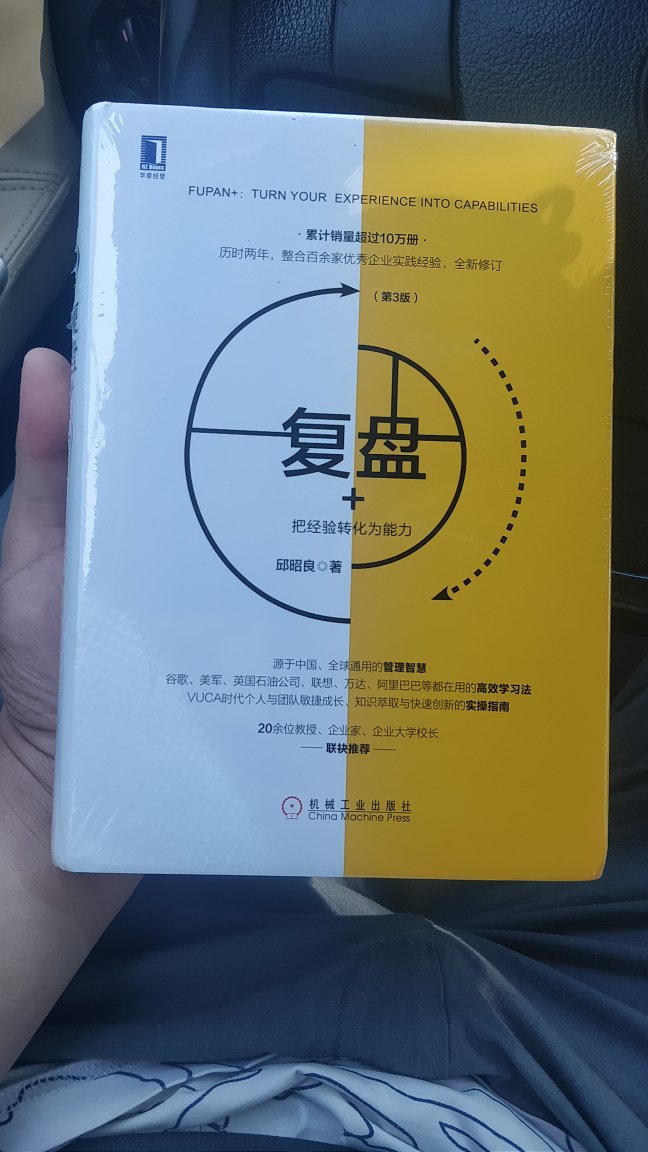 HZ Books
华章经管
FUPAN+: TURN YOUR EXPERIENCE INTO CAPABILITIES
·累计销量超过10万册·
历时两年，整合百余家优秀企业实践经验，全新修订
（第3版）
复盘
+
把经验转化为能力
邱昭良◎著
源于中国、全球通用的管理智慧
谷歌、美军、英国石油公司、联想、万达、阿里巴巴等都在用的高效学习法
VUCA时代个人与团队敏捷成长、知识萃取与快速创新的实操指南
20余位教授、企业家、企业大学校长
——联袂推荐——
机械工业出版社
China Machine Press